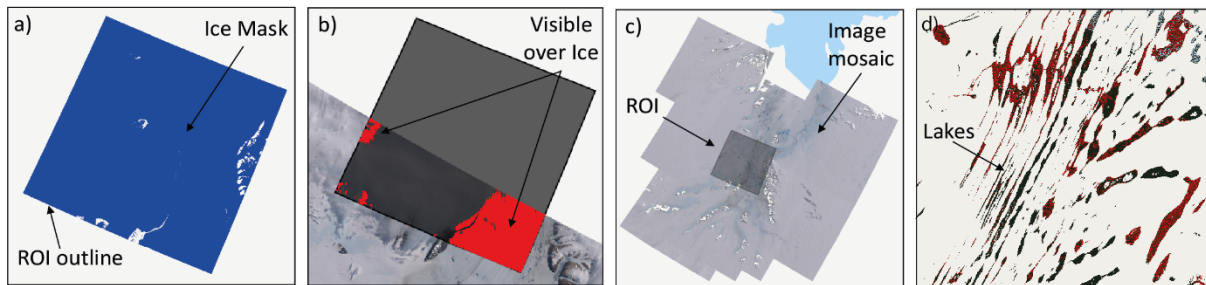 a)
Ice Mask
ROI outline
b)
Visible
over Ice
c)
Image
mosaic
ROI
d)
Lakes